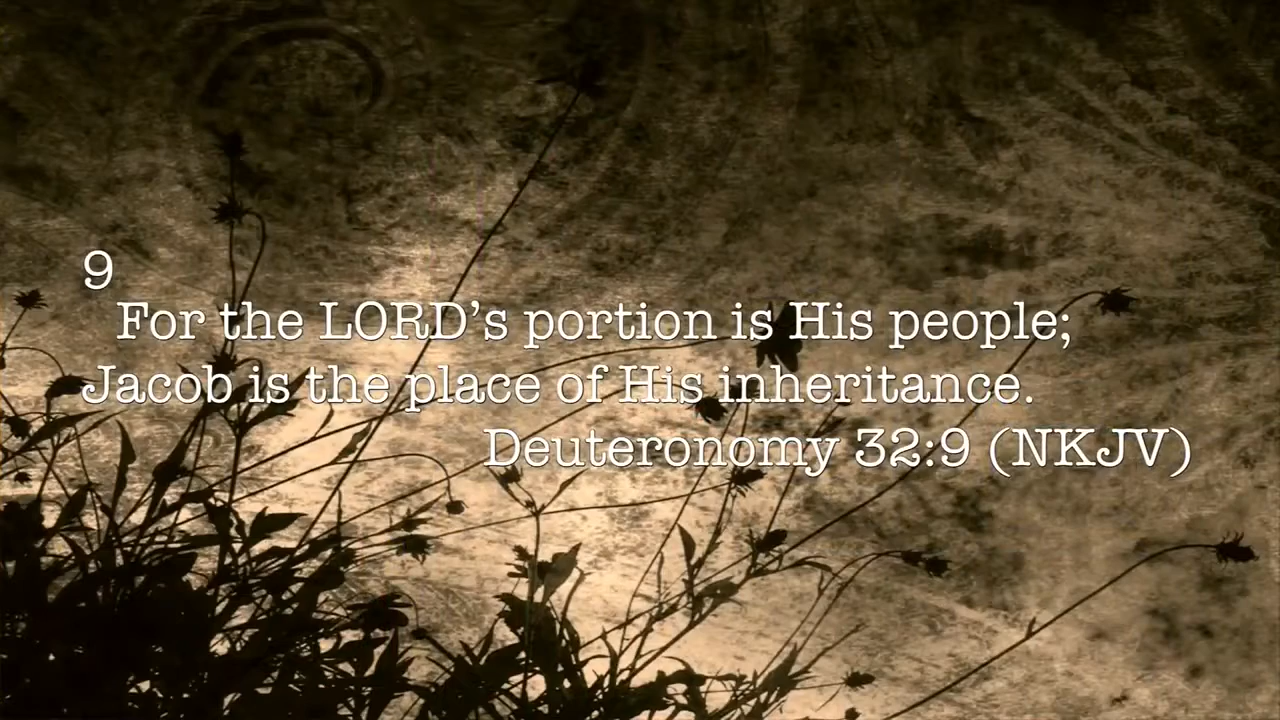 9
For the LORD’s portion is His people;
Jacob is the place of His inheritance.
Deuteronomy 32:9 (NKJV)